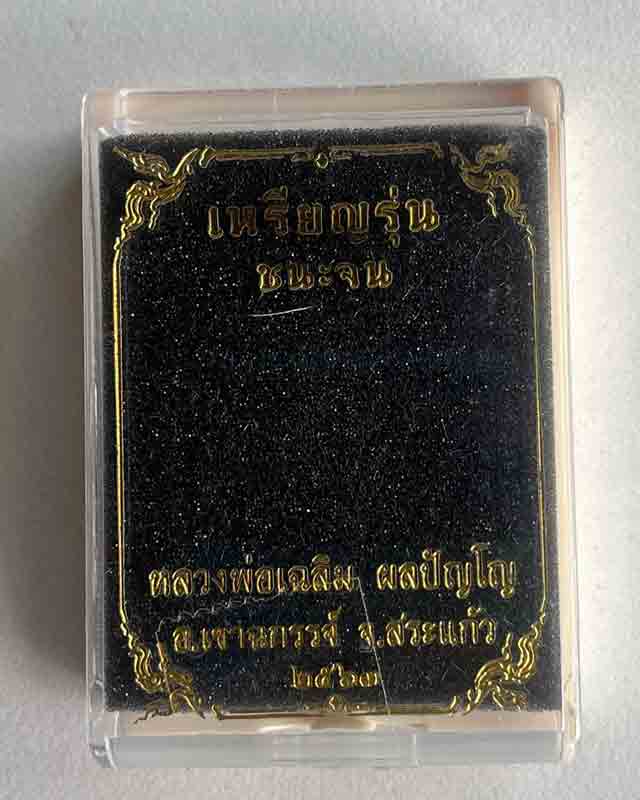 เหรียญรุ่น
ชนะจน
หลวงพ่อเฉลิม ผลปัญโญ
อ.เขาฉกรรจ์ จ.สระแก้ว
๒๕๖๓